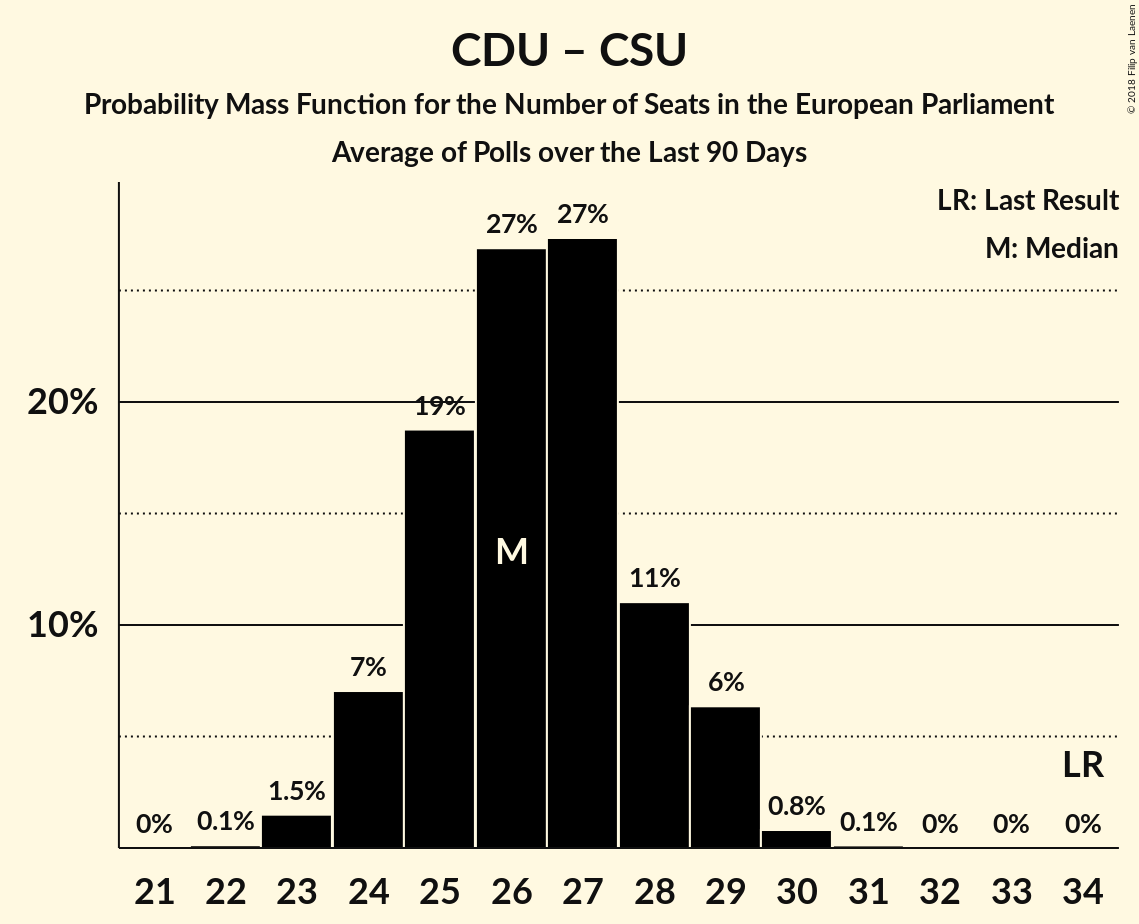 © 2018 Filip van Laenen
CDU – CSU
Probability Mass Function for the Number of Seats in the European Parliament
Average of Polls over the Last 90 Days
LR: Last Result
M: Median
20%
10%
0%
0.1%
1.5%
7%
19%
27%
27%
11%
6%
0.8%
0.1%
0%
0%
0%
M
LR
21 22 23 24 25 26 27 28 29 30 31 32 33 34